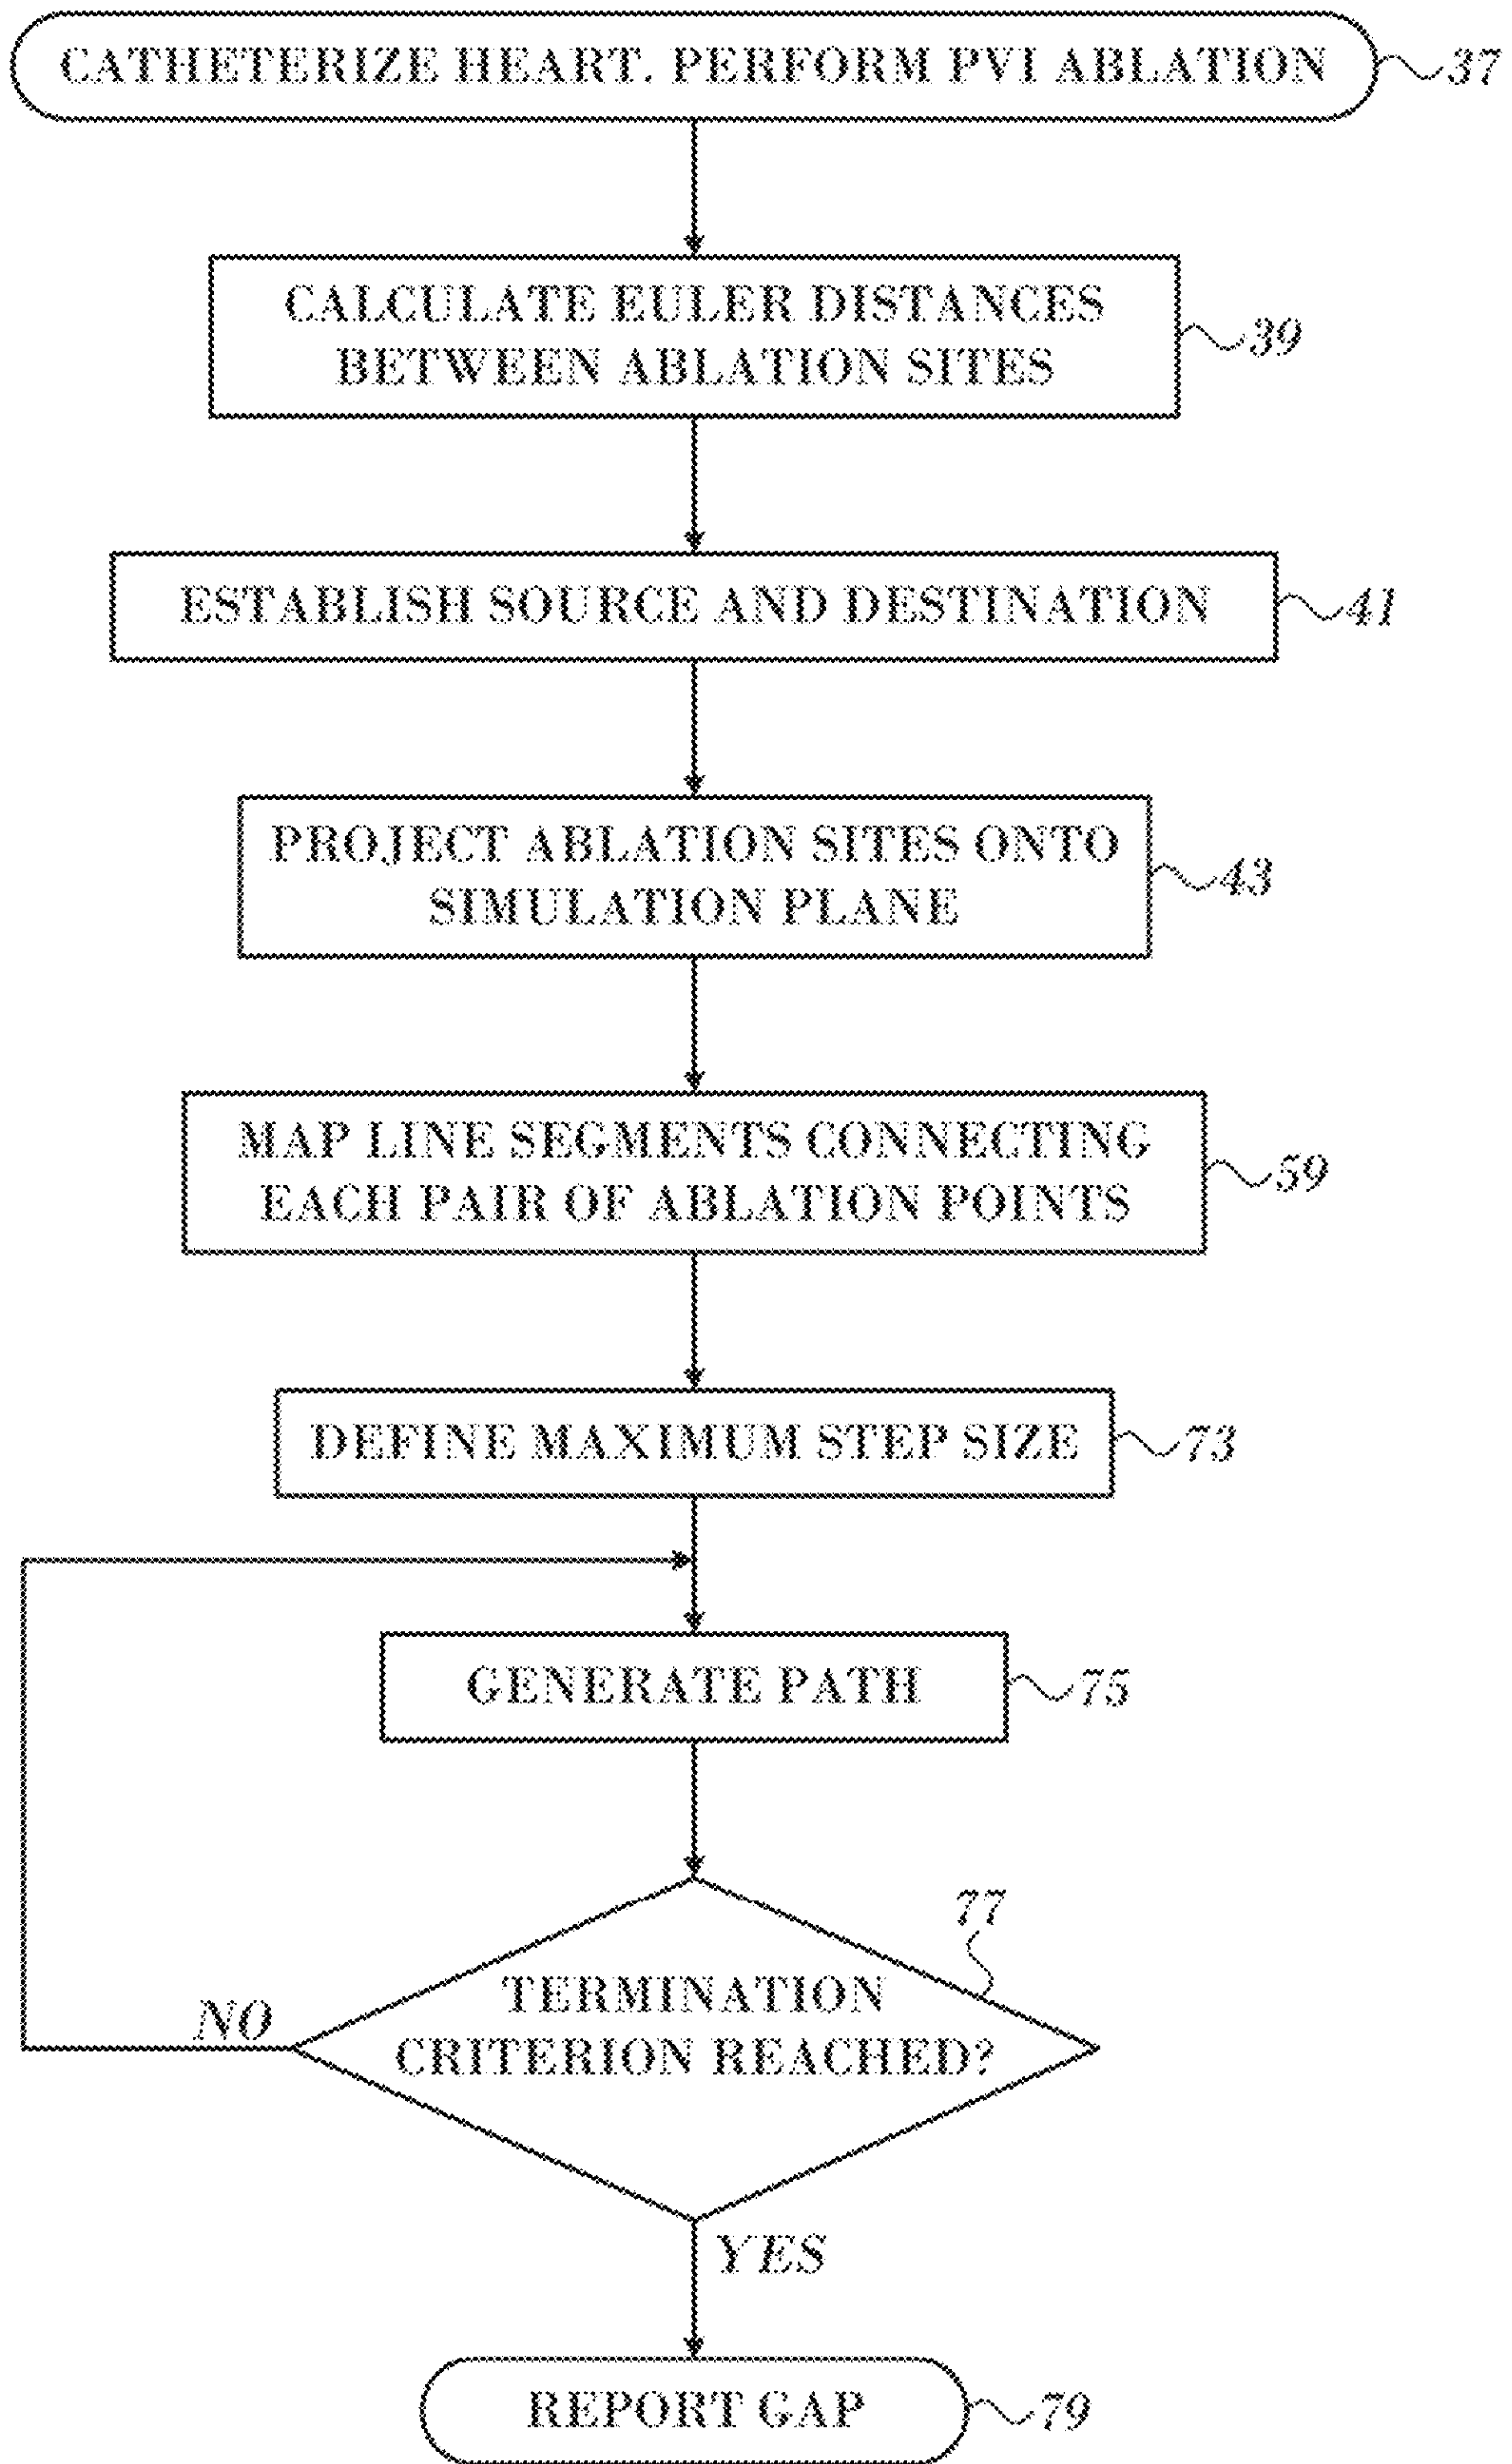 CATHETERIZE HEART. PERFORM PVI ABLATION
37
CALCULATE EULER DISTANCES
BETWEEN ABLATION SITES
39
ESTABLISH SOURCE AND DESTINATION
41
PROJECT ABLATION SITES ONTO
SIMULATION PLANE
43
MAP LINE SEGMENTS CONNECTING
EACH PAIR OF ABLATION POINTS
59
DEFINE MAXIMUM STEP SIZE
73
GENERATE PATH
75
77
TERMINATION
CRITERION REACHED?
NO
YES
REPORT GAP
79